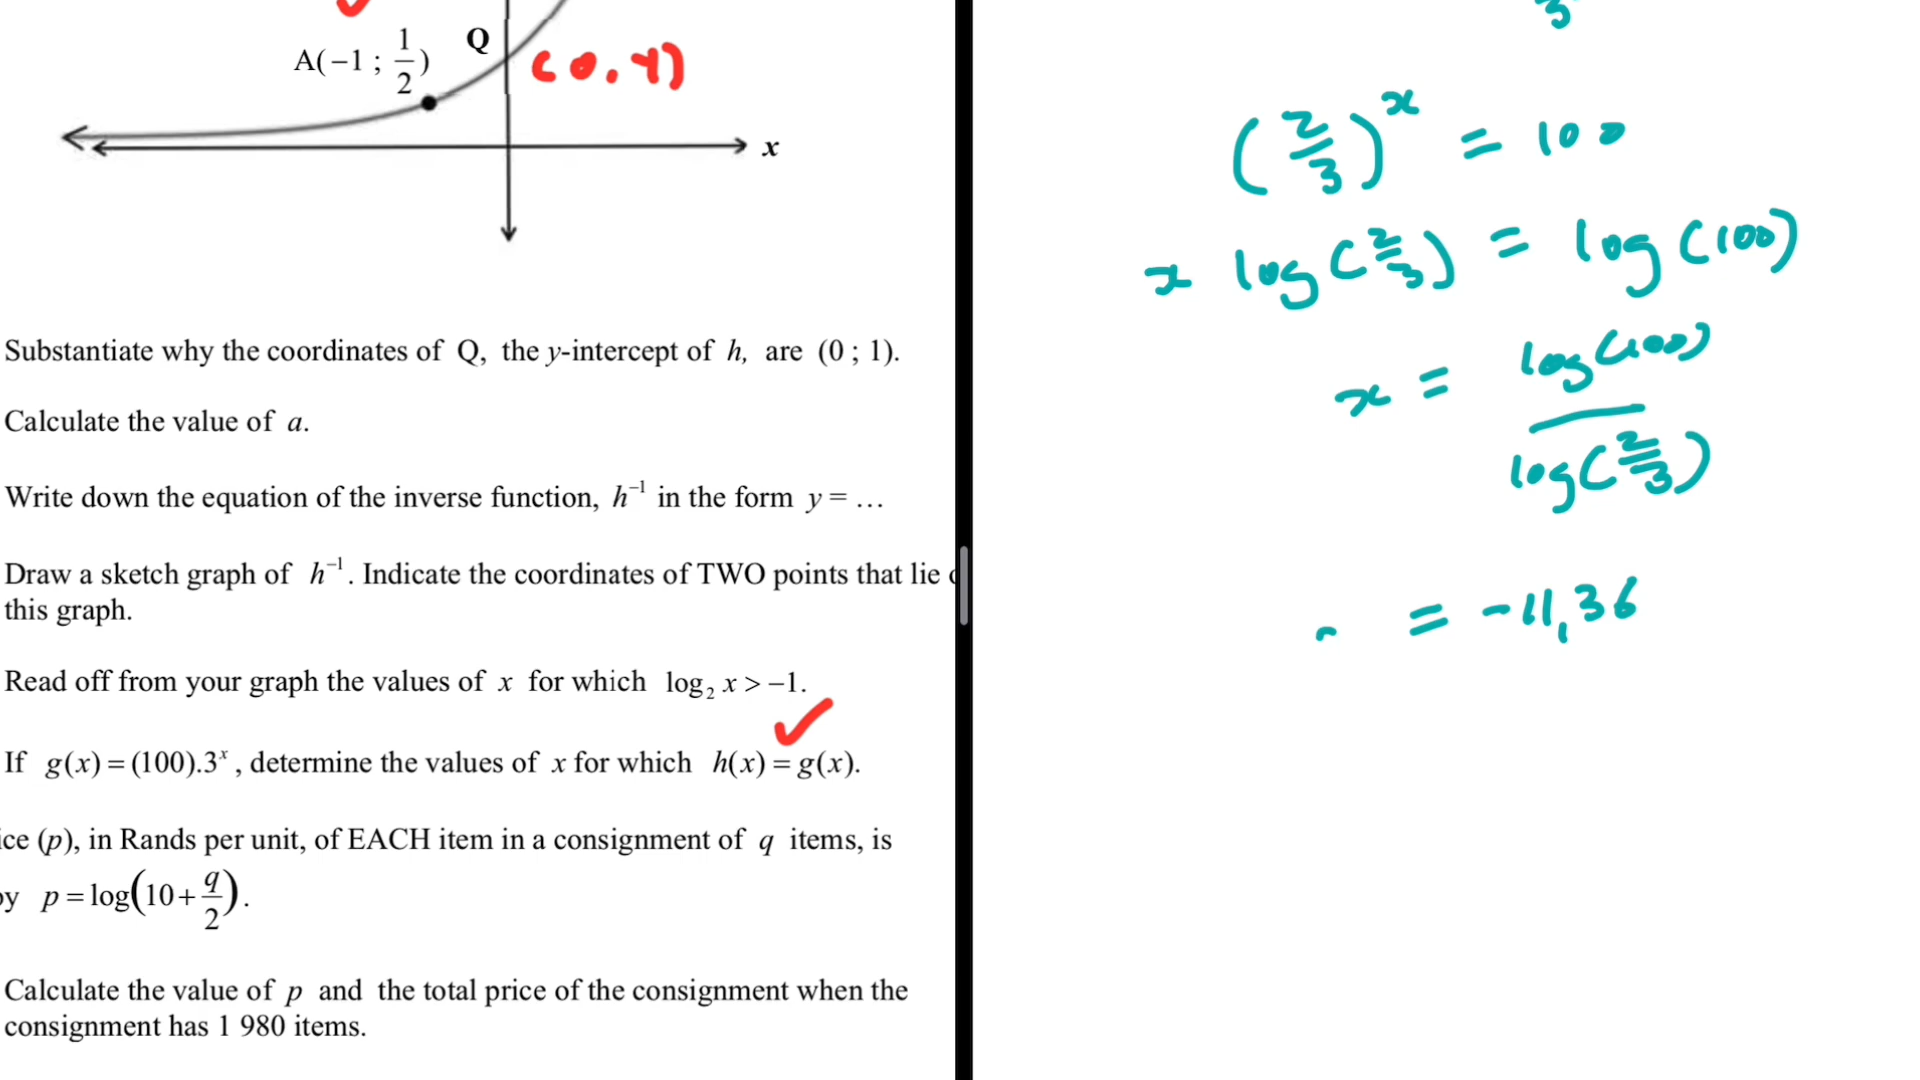 A(−1 ; 1/2) Q (0, 1)
x
Substantiate why the coordinates of Q, the y-intercept of h, are (0 ; 1).
Calculate the value of a.
Write down the equation of the inverse function, h⁻¹ in the form y = …
Draw a sketch graph of h⁻¹. Indicate the coordinates of TWO points that lie
this graph.
Read off from your graph the values of x for which log₂ x > −1.
If g(x) = (100).3ˣ, determine the values of x for which h(x) = g(x).
ice (p), in Rands per unit, of EACH item in a consignment of q items, is
by p = log(10 + q/2).
Calculate the value of p and the total price of the consignment when the
consignment has 1 980 items.
3
(2/3)ˣ = 100
x log(2/3) = log(100)
x = log(100)/log(2/3)
= -11,36